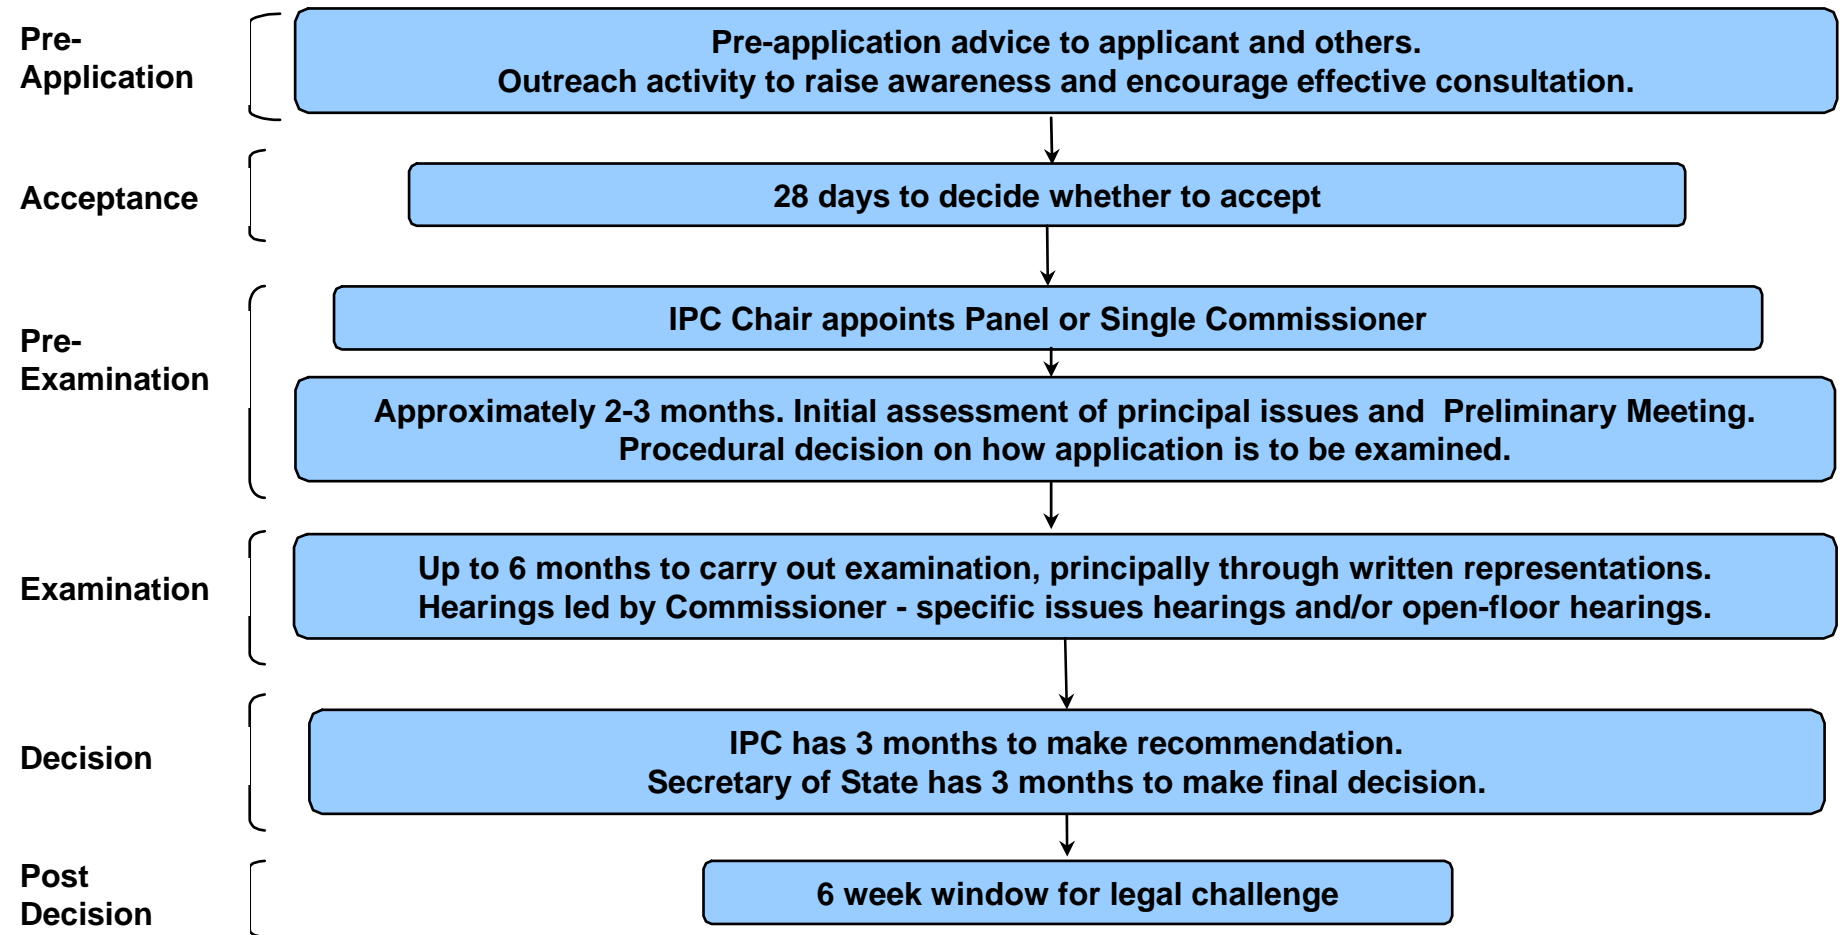 Pre-
Application
Pre-application advice to applicant and others.
Outreach activity to raise awareness and encourage effective consultation.
Acceptance
28 days to decide whether to accept
Pre-
Examination
IPC Chair appoints Panel or Single Commissioner
Approximately 2-3 months. Initial assessment of principal issues and  Preliminary Meeting.
Procedural decision on how application is to be examined.
Examination
Up to 6 months to carry out examination, principally through written representations.
Hearings led by Commissioner - specific issues hearings and/or open-floor hearings.
Decision
IPC has 3 months to make recommendation.
Secretary of State has 3 months to make final decision.
Post
Decision
6 week window for legal challenge